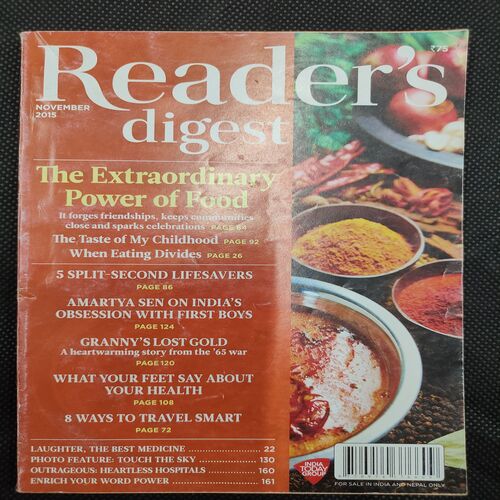 Reader's
₹75
NOVEMBER
2015
digest
The Extraordinary
Power of Food
It forges friendships, keeps communities
close and sparks celebrations PAGE 84
The Taste of My Childhood PAGE 92
When Eating Divides PAGE 26
5 SPLIT-SECOND LIFESAVERS
PAGE 86
AMARTYA SEN ON INDIA'S
OBSESSION WITH FIRST BOYS
PAGE 124
GRANNY'S LOST GOLD
A heartwarming story from the '65 war
PAGE 120
WHAT YOUR FEET SAY ABOUT
YOUR HEALTH
PAGE 108
8 WAYS TO TRAVEL SMART
PAGE 72
LAUGHTER, THE BEST MEDICINE ........................ 22
PHOTO FEATURE: TOUCH THE SKY ................... 130
OUTRAGEOUS: HEARTLESS HOSPITALS ............... 160
ENRICH YOUR WORD POWER ........................... 161
INDIA
TODAY
GROUP
FOR SALE IN INDIA AND NEPAL ONLY